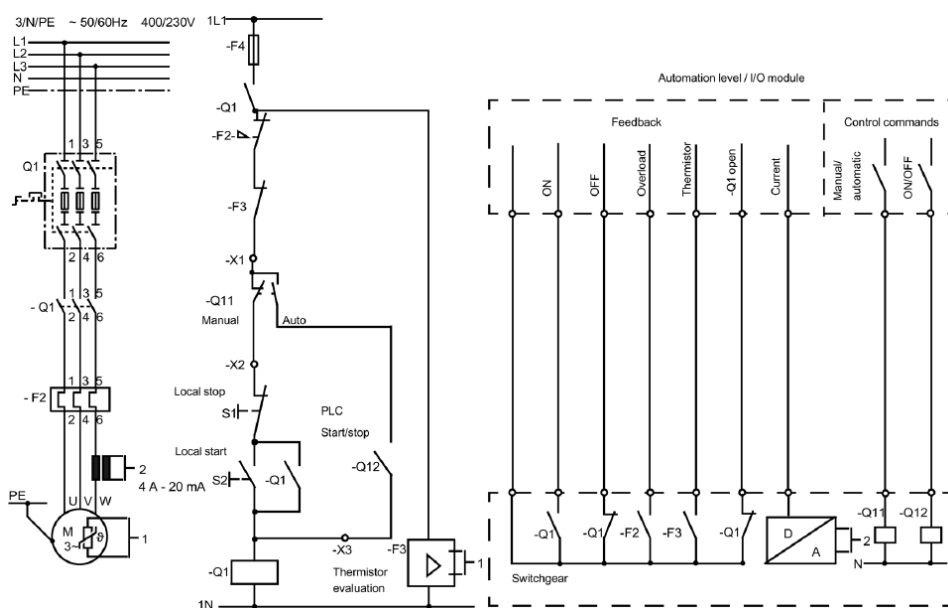 3/N/PE ~ 50/60Hz 400/230V
L1
L2
L3
N
PE
1 3 5
Q1
2 4 6
1 3 5
- Q1
2 4 6
1 3 5
- F2
2 4 6
2
4 A - 20 mA
PE
U V W
M
3~
ϑ
1
1L1
-F4
-Q1
-F2-
-F3
-X1
-Q11
Manual
Auto
-X2
Local stop
S1
PLC
Start/stop
Local start
S2
-Q1
-Q12
-X3
-F3
-Q1
Thermistor
evaluation
1
1N
Automation level / I/O module
Feedback
Control commands
ON
OFF
Overload
Thermistor
-Q1 open
Current
Manual/
automatic
ON/OFF
-Q1
-Q1
-F2
-F3
-Q1
D
A
2
-Q11
-Q12
N
Switchgear